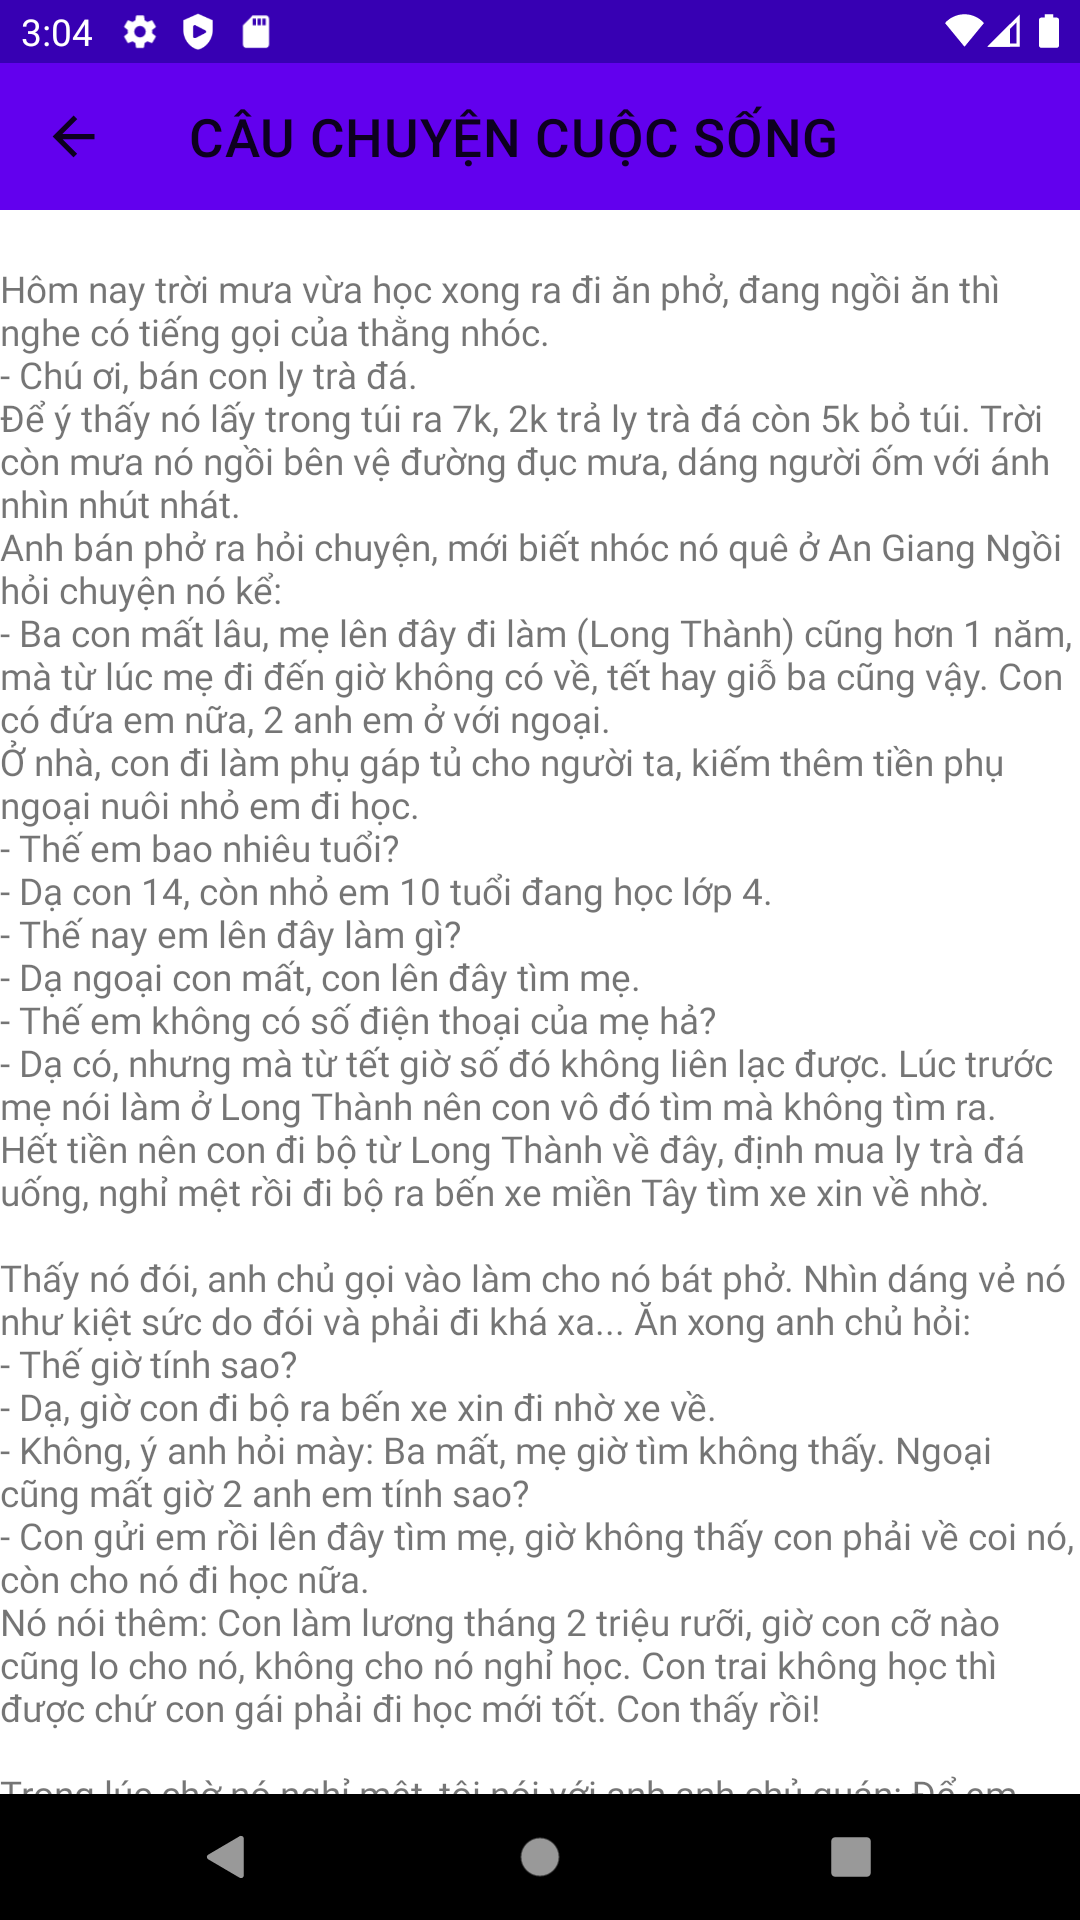 3:04
CÂU CHUYỆN CUỘC SỐNG
Hôm nay trời mưa vừa học xong ra đi ăn phở, đang ngồi ăn thì
nghe có tiếng gọi của thằng nhóc.
- Chú ơi, bán con ly trà đá.
Để ý thấy nó lấy trong túi ra 7k, 2k trả ly trà đá còn 5k bỏ túi. Trời
còn mưa nó ngồi bên vệ đường đục mưa, dáng người ốm với ánh
nhìn nhút nhát.
Anh bán phở ra hỏi chuyện, mới biết nhóc nó quê ở An Giang Ngồi
hỏi chuyện nó kể:
- Ba con mất lâu, mẹ lên đây đi làm (Long Thành) cũng hơn 1 năm,
mà từ lúc mẹ đi đến giờ không có về, tết hay giỗ ba cũng vậy. Con
có đứa em nữa, 2 anh em ở với ngoại.
Ở nhà, con đi làm phụ gáp tủ cho người ta, kiếm thêm tiền phụ
ngoại nuôi nhỏ em đi học.
- Thế em bao nhiêu tuổi?
- Dạ con 14, còn nhỏ em 10 tuổi đang học lớp 4.
- Thế nay em lên đây làm gì?
- Dạ ngoại con mất, con lên đây tìm mẹ.
- Thế em không có số điện thoại của mẹ hả?
- Dạ có, nhưng mà từ tết giờ số đó không liên lạc được. Lúc trước
mẹ nói làm ở Long Thành nên con vô đó tìm mà không tìm ra.
Hết tiền nên con đi bộ từ Long Thành về đây, định mua ly trà đá
uống, nghỉ mệt rồi đi bộ ra bến xe miền Tây tìm xe xin về nhờ.
Thấy nó đói, anh chủ gọi vào làm cho nó bát phở. Nhìn dáng vẻ nó
như kiệt sức do đói và phải đi khá xa... Ăn xong anh chủ hỏi:
- Thế giờ tính sao?
- Dạ, giờ con đi bộ ra bến xe xin đi nhờ xe về.
- Không, ý anh hỏi mày: Ba mất, mẹ giờ tìm không thấy. Ngoại
cũng mất giờ 2 anh em tính sao?
- Con gửi em rồi lên đây tìm mẹ, giờ không thấy con phải về coi nó,
còn cho nó đi học nữa.
Nó nói thêm: Con làm lương tháng 2 triệu rưỡi, giờ con cỡ nào
cũng lo cho nó, không cho nó nghỉ học. Con trai không học thì
được chứ con gái phải đi học mới tốt. Con thấy rồi!
Trong lúc chờ nó nghỉ mệt, tôi nói với anh anh chủ quán: Để em